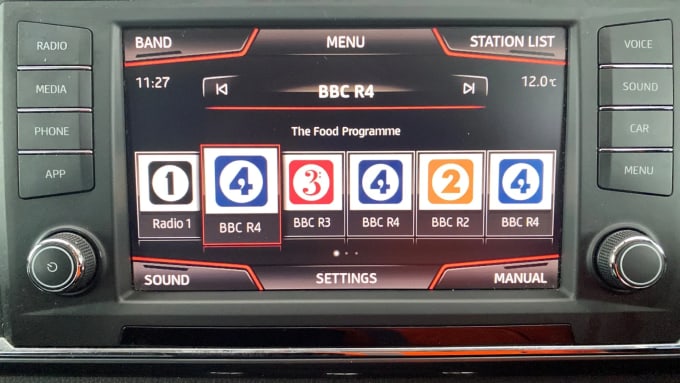 RADIO
MEDIA
PHONE
APP
BAND MENU STATION LIST
11:27 BBC R4 12.0°C
The Food Programme
1 4 3 4 2 4
Radio 1 BBC R4 BBC R3 BBC R4 BBC R2 BBC R4
SOUND SETTINGS MANUAL
VOICE
SOUND
CAR
MENU